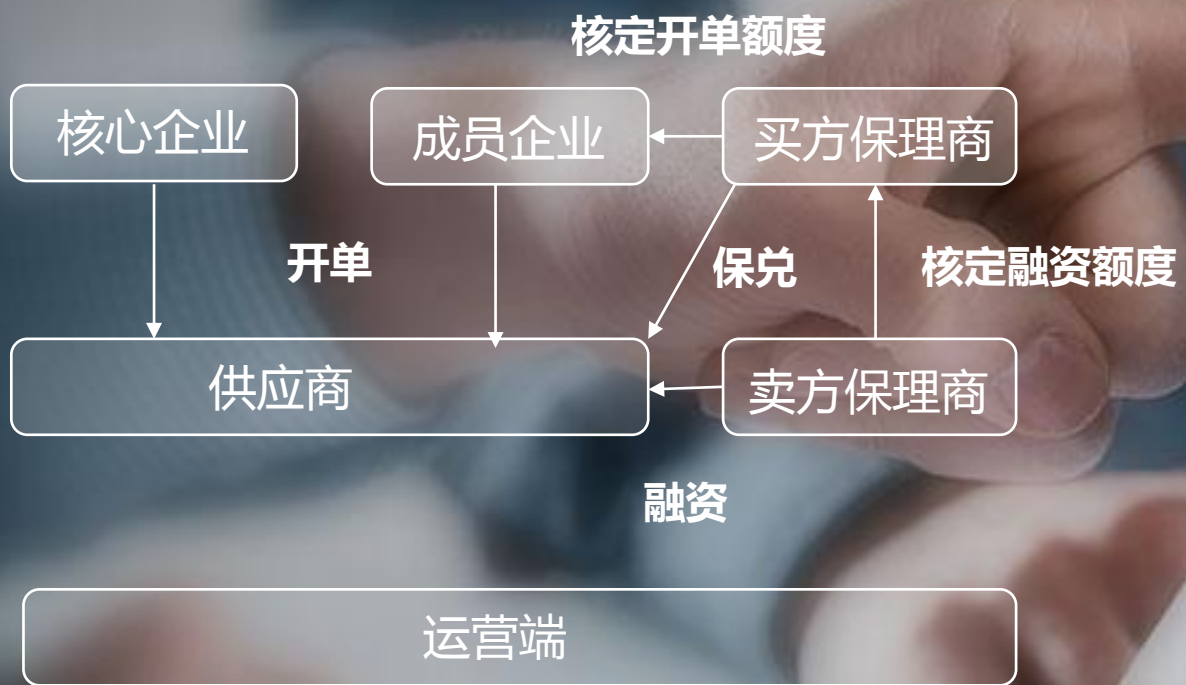 核定开单额度
核心企业
成员企业
买方保理商
开单
保兑
核定融资额度
供应商
卖方保理商
融资
运营端